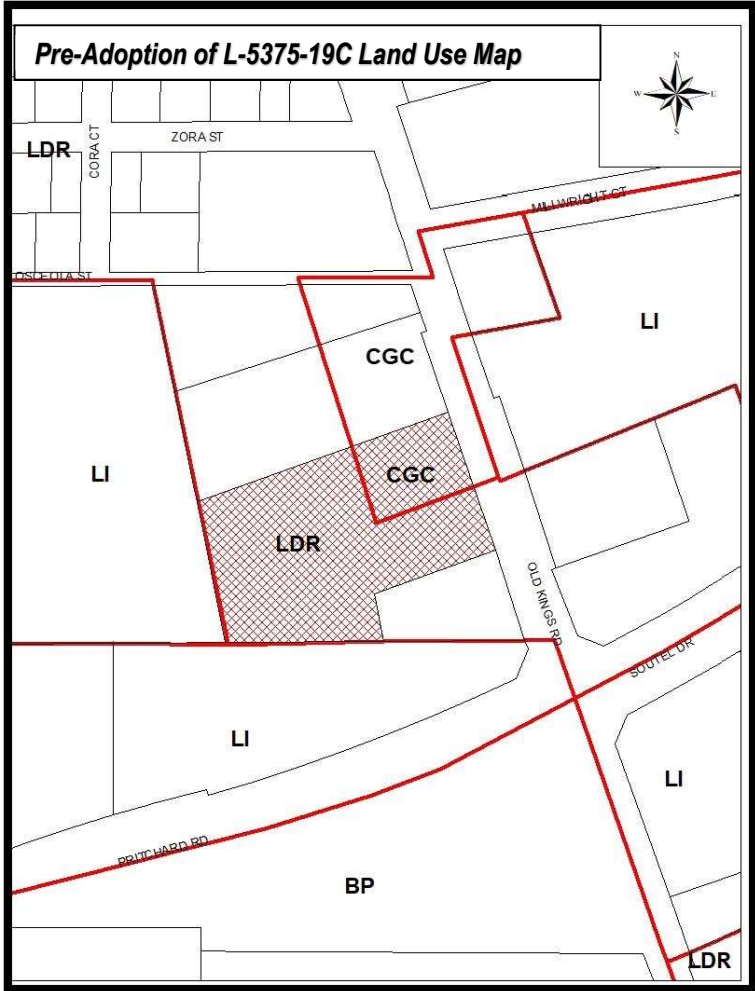 Pre-Adoption of L-5375-19C Land Use Map
N
W
E
S
ZORA ST
CORA CT
LDR
MILLWRIGHT CT
OSCEOLA ST
LI
CGC
LI
CGC
LDR
OLD KINGS RD
SOUTEL DR
LI
LI
PRITCHARD RD
BP
LDR